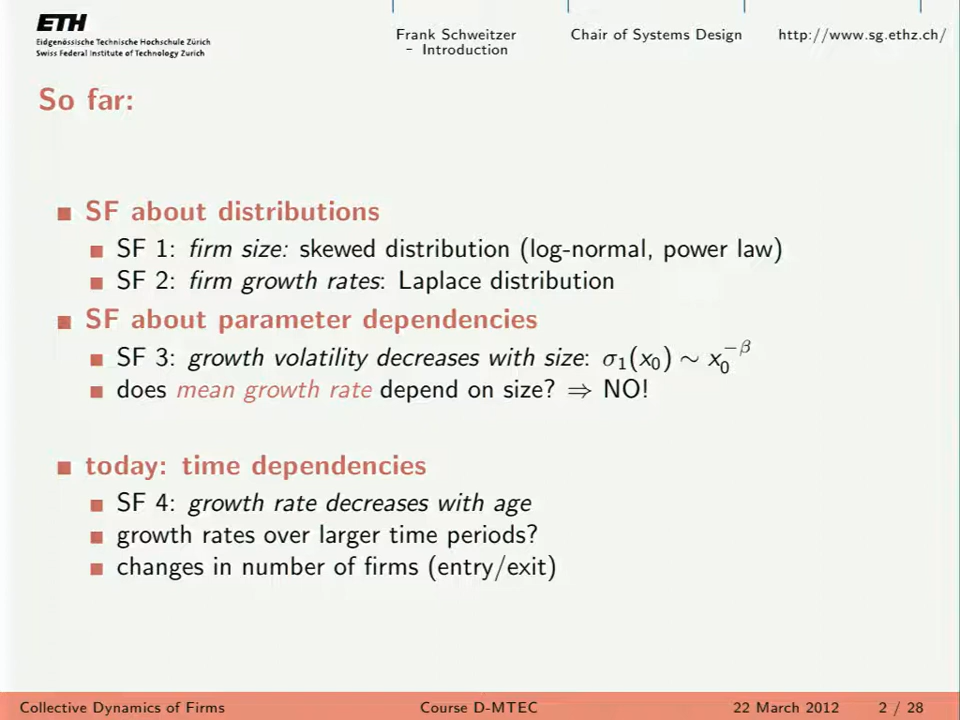 ETH
Eidgenössische Technische Hochschule Zürich
Swiss Federal Institute of Technology Zurich
Frank Schweitzer
– Introduction
Chair of Systems Design
http://www.sg.ethz.ch/
So far:
SF about distributions
SF 1: firm size: skewed distribution (log-normal, power law)
SF 2: firm growth rates: Laplace distribution
SF about parameter dependencies
SF 3: growth volatility decreases with size: σ₁(x₀) ∼ x₀^−β
does mean growth rate depend on size? ⇒ NO!
today: time dependencies
SF 4: growth rate decreases with age
growth rates over larger time periods?
changes in number of firms (entry/exit)
Collective Dynamics of Firms
Course D-MTEC
22 March 2012
2 / 28